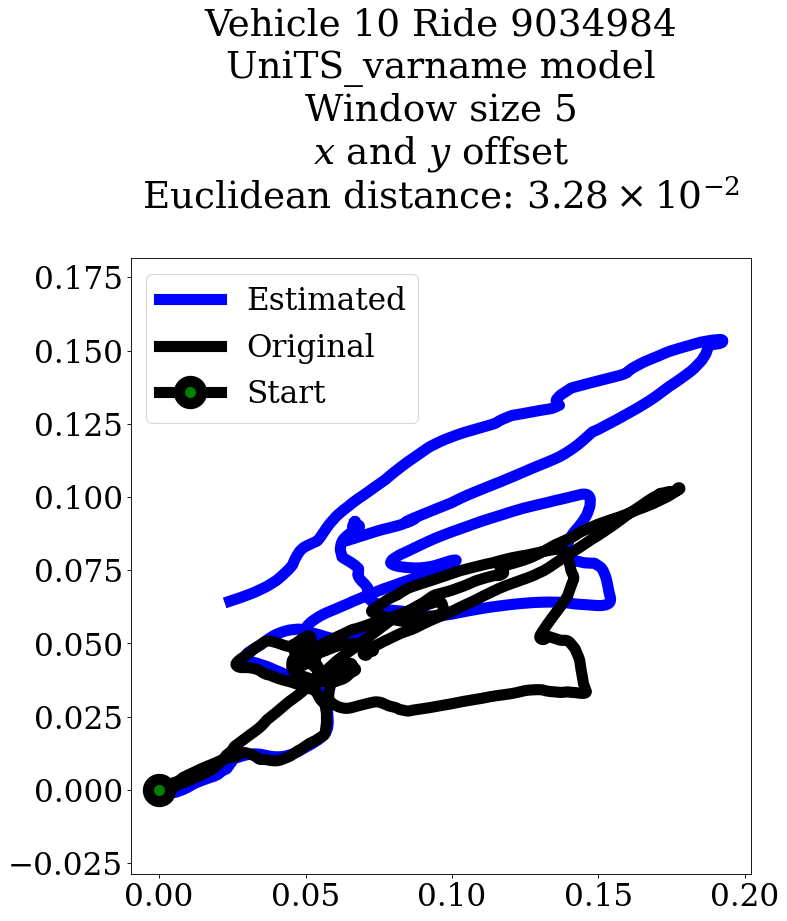 Vehicle 10 Ride 9034984
UniTS_varname model
Window size 5
x and y offset
Euclidean distance: 3.28 × 10⁻²
Estimated
Original
Start
0.175
0.150
0.125
0.100
0.075
0.050
0.025
0.000
−0.025
0.00 0.05 0.10 0.15 0.20